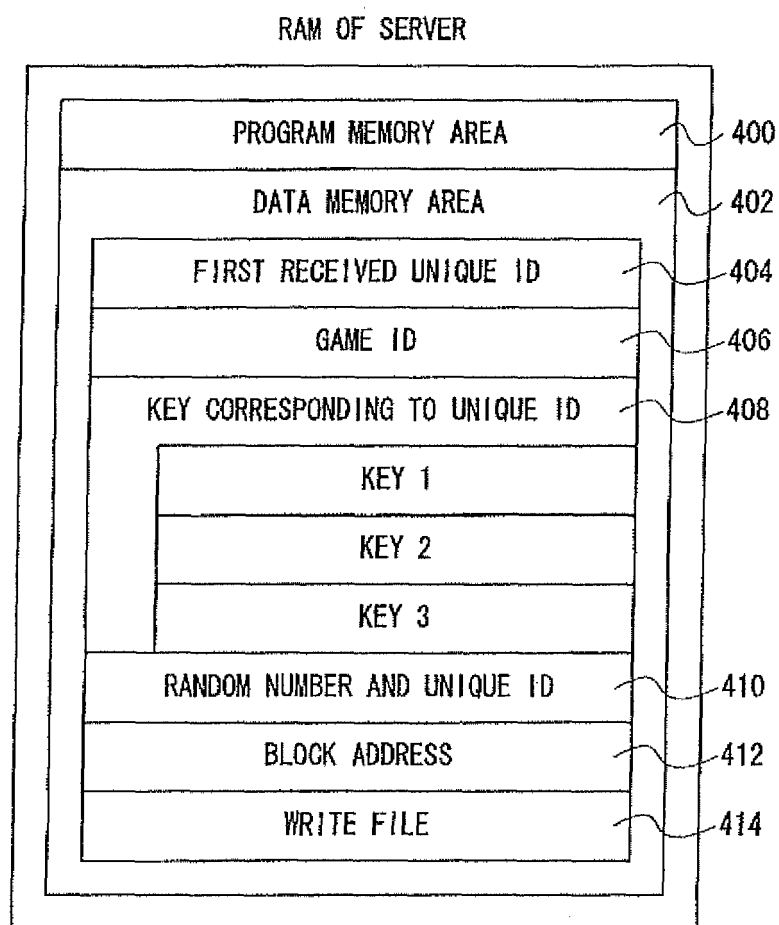 RAM OF SERVER
PROGRAM MEMORY AREA 400
DATA MEMORY AREA 402
FIRST RECEIVED UNIQUE ID 404
GAME ID 406
KEY CORRESPONDING TO UNIQUE ID 408
KEY 1
KEY 2
KEY 3
RANDOM NUMBER AND UNIQUE ID 410
BLOCK ADDRESS 412
WRITE FILE 414